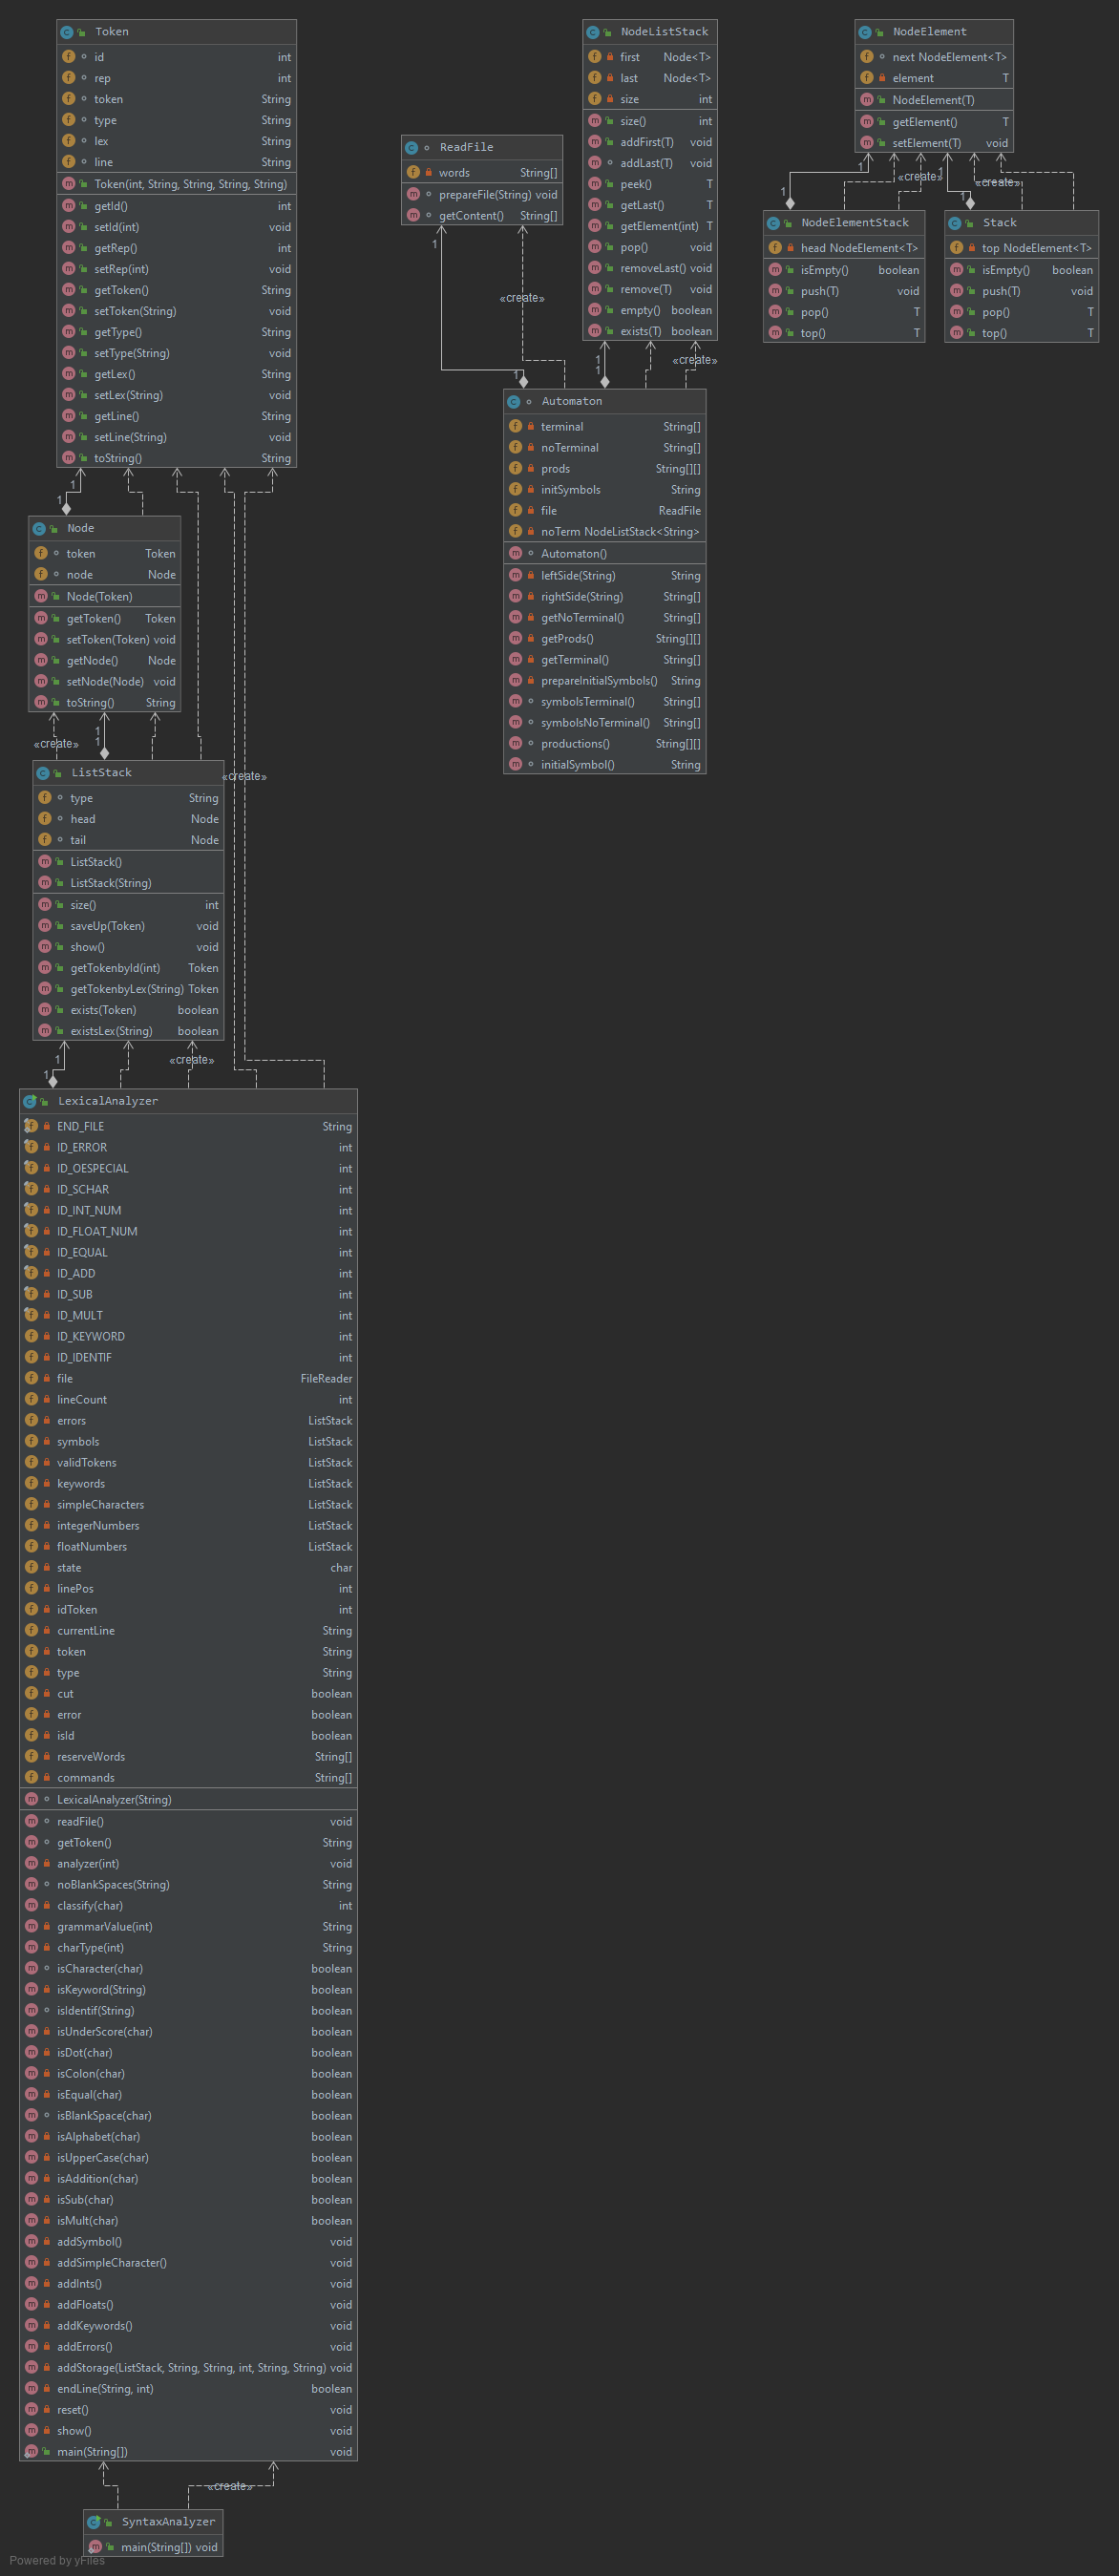 Token
id int
rep int
token String
type String
lex String
line String
Token(int, String, String, String, String)
getId() int
setId(int) void
getRep() int
setRep(int) void
getToken() String
setToken(String) void
getType() String
setType(String) void
getLex() String
setLex(String) void
getLine() String
setLine(String) void
toString() String
1
1
Node
token Token
node Node
Node(Token)
getToken() Token
setToken(Token) void
getNode() Node
setNode(Node) void
toString() String
«create»
1
1
«create»
ListStack
type String
head Node
tail Node
ListStack()
ListStack(String)
size() int
saveUp(Token) void
show() void
getTokenbyId(int) Token
getTokenbyLex(String) Token
exists(Token) boolean
existsLex(String) boolean
1
1
«create»
LexicalAnalyzer
END_FILE String
ID_ERROR int
ID_OESPECIAL int
ID_SCHAR int
ID_INT_NUM int
ID_FLOAT_NUM int
ID_EQUAL int
ID_ADD int
ID_SUB int
ID_MULT int
ID_KEYWORD int
ID_IDENTIF int
file FileReader
lineCount int
errors ListStack
symbols ListStack
validTokens ListStack
keywords ListStack
simpleCharacters ListStack
integerNumbers ListStack
floatNumbers ListStack
state char
linePos int
idToken int
currentLine String
token String
type String
cut boolean
error boolean
isId boolean
reserveWords String[]
commands String[]
LexicalAnalyzer(String)
readFile() void
getToken() String
analyzer(int) void
noBlankSpaces(String) String
classify(char) int
grammarValue(int) String
charType(int) String
isCharacter(char) boolean
isKeyword(String) boolean
isIdentif(String) boolean
isUnderScore(char) boolean
isDot(char) boolean
isColon(char) boolean
isEqual(char) boolean
isBlankSpace(char) boolean
isAlphabet(char) boolean
isUpperCase(char) boolean
isAddition(char) boolean
isSub(char) boolean
isMult(char) boolean
addSymbol() void
addSimpleCharacter() void
addInts() void
addFloats() void
addKeywords() void
addErrors() void
addStorage(ListStack, String, String, int, String, String) void
endLine(String, int) boolean
reset() void
show() void
main(String[]) void
«create»
SyntaxAnalyzer
main(String[]) void
Powered by yFiles
ReadFile
words String[]
prepareFile(String) void
getContent() String[]
1
«create»
1
NodeListStack
first Node<T>
last Node<T>
size int
size() int
addFirst(T) void
addLast(T) void
peek() T
getLast() T
getElement(int) T
pop() void
removeLast() void
remove(T) void
empty() boolean
exists(T) boolean
1
1
«create»
Automaton
terminal String[]
noTerminal String[]
prods String[][]
initSymbols String
file ReadFile
noTerm NodeListStack<String>
Automaton()
leftSide(String) String
rightSide(String) String[]
getNoTerminal() String[]
getProds() String[][]
getTerminal() String[]
prepareInitialSymbols() String
symbolsTerminal() String[]
symbolsNoTerminal() String[]
productions() String[][]
initialSymbol() String
NodeElement
next NodeElement<T>
element T
NodeElement(T)
getElement() T
setElement(T) void
1
«create»
1
«create»
1
1
NodeElementStack
head NodeElement<T>
isEmpty() boolean
push(T) void
pop() T
top() T
Stack
top NodeElement<T>
isEmpty() boolean
push(T) void
pop() T
top() T